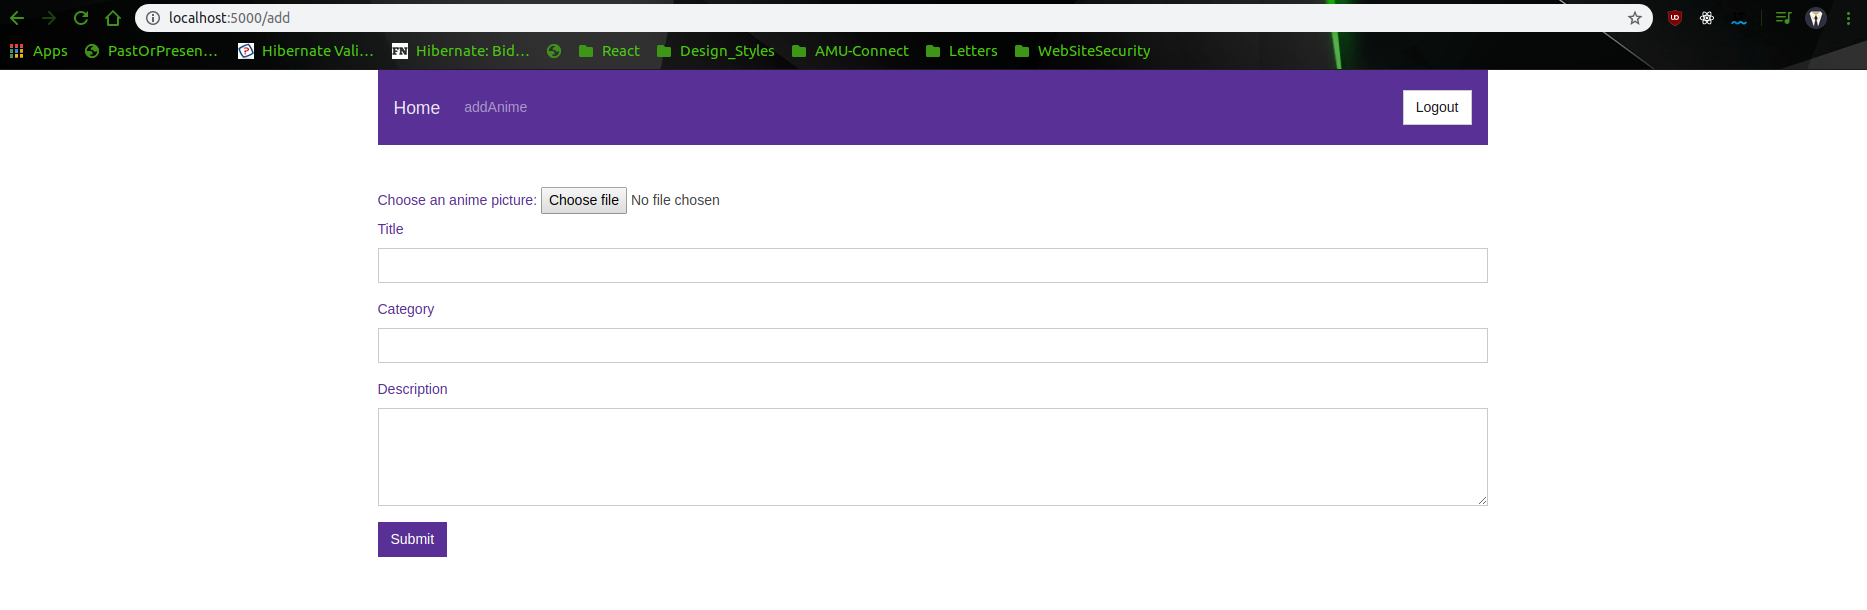 localhost:5000/add
Apps PastOrPresen... Hibernate Vali... FN Hibernate: Bid... React Design_Styles AMU-Connect Letters WebSiteSecurity
Home addAnime Logout
Choose an anime picture: Choose file No file chosen
Title
Category
Description
Submit